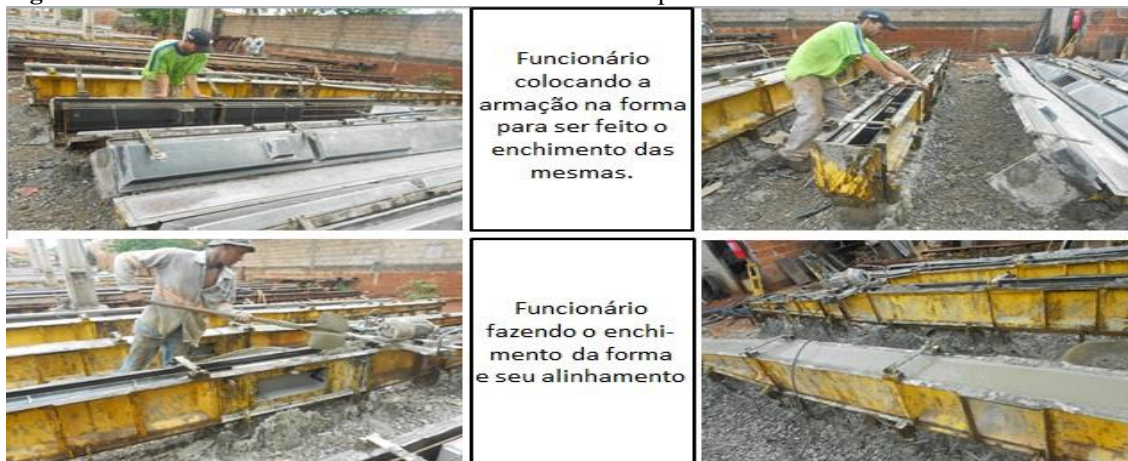 Funcionário
colocando a
armação na forma
para ser feito o
enchimento das
mesmas.
Funcionário
fazendo o enchi-
mento da forma
e seu alinhamento